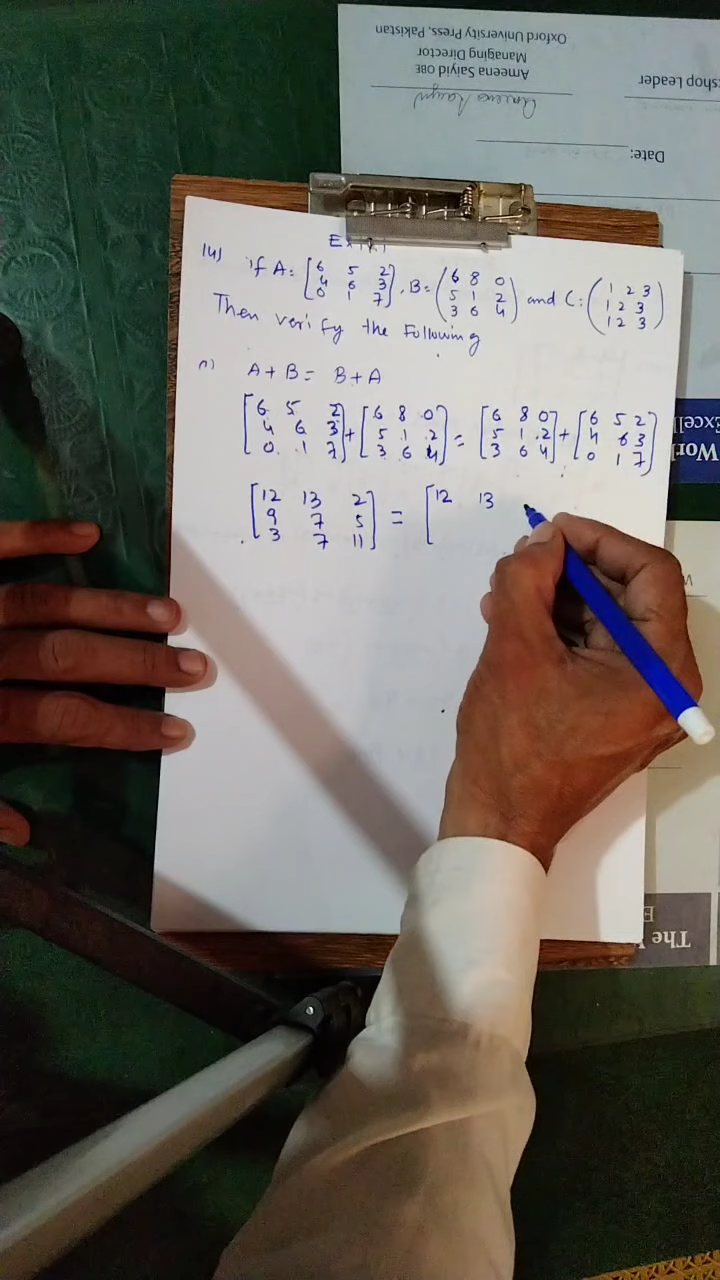 Oxford University Press, Pakistan
Managing Director
Ameena Saiyid OBE
shop Leader
Date:
if A = [6 5 2], B = (6 8 0) and C = (1 2 3)
4 6 3 5 1 2 1 2 3
0 1 7 3 6 4 1 2 3
Then verify the Following
A + B = B + A
[6 5 2] + [6 8 0] = [6 8 0] + [6 5 2]
4 6 3 5 1 2 5 1 2 4 6 3
0 1 7 3 6 4 3 6 4 0 1 7
[12 13 2] = [12 13
9 7 5
3 7 11
Excel
Worl
The
E